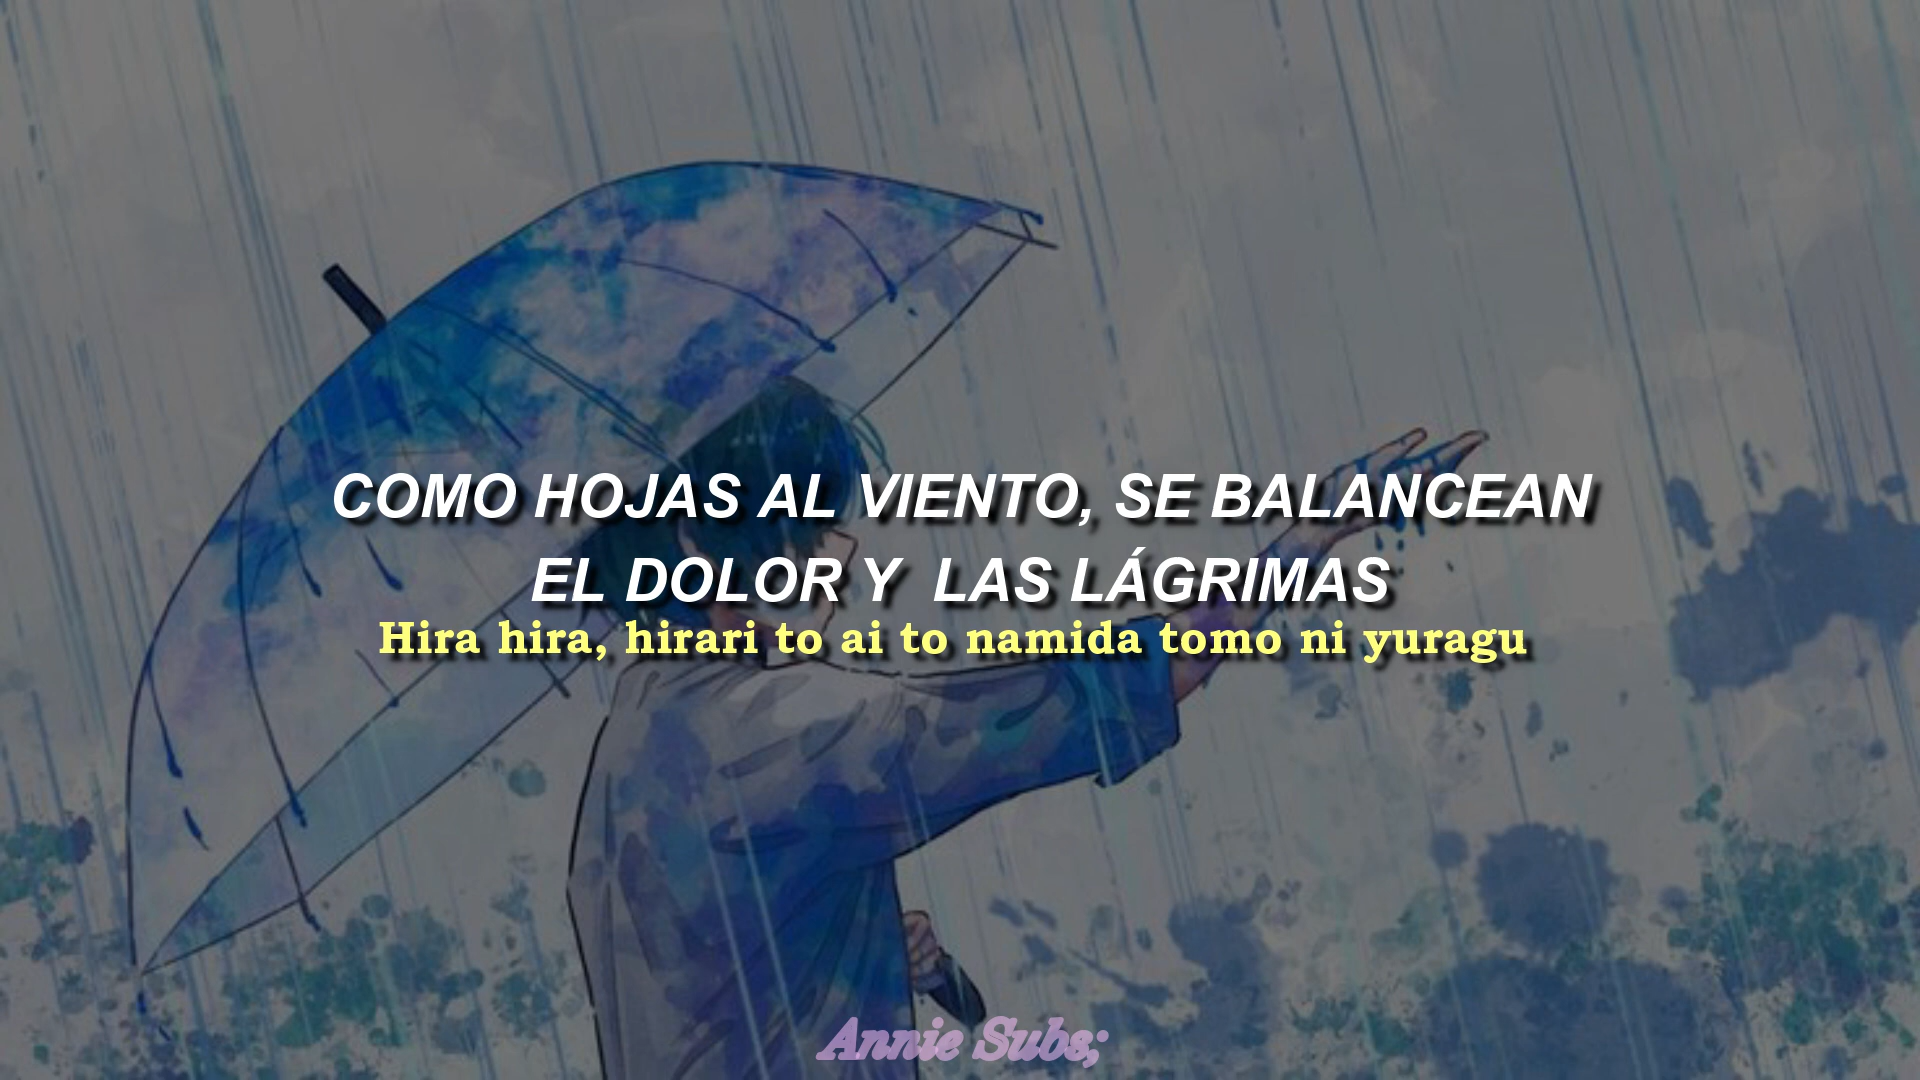 COMO HOJAS AL VIENTO, SE BALANCEAN
EL DOLOR Y LAS LÁGRIMAS
Hira hira, hirari to ai to namida tomo ni yuragu
Annie Subs;